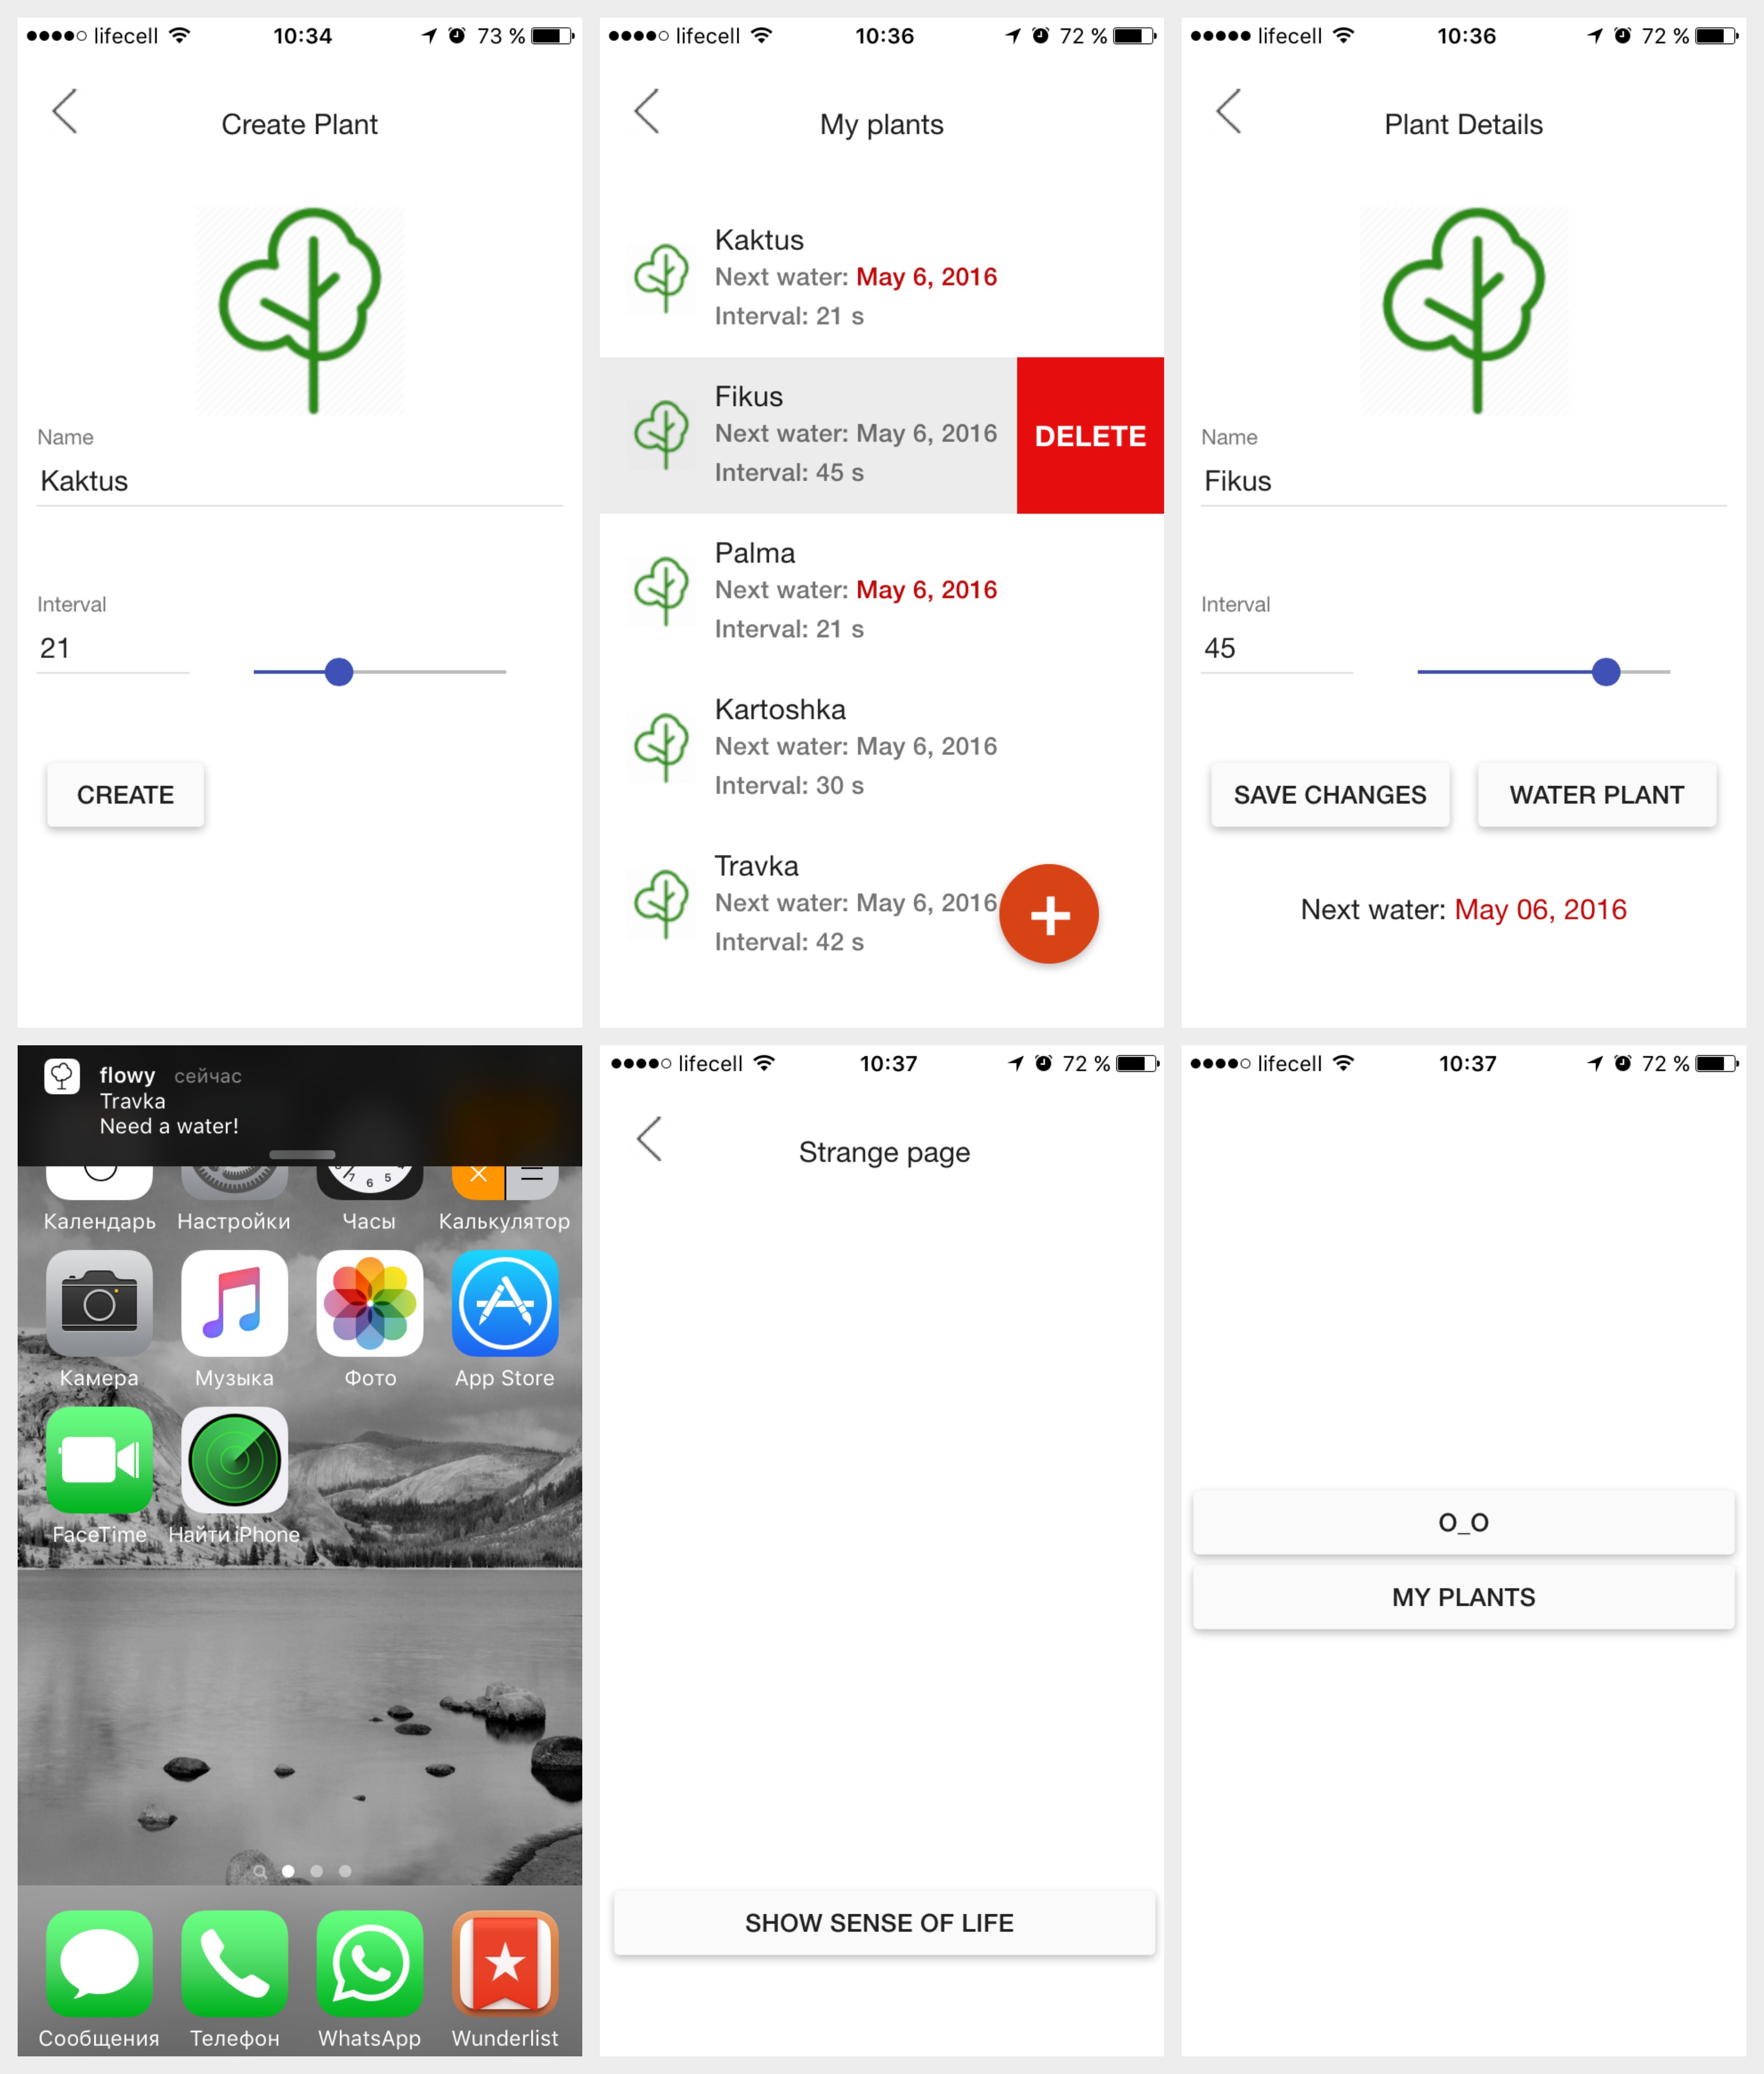 lifecell 10:34 73 %
Create Plant
Name
Kaktus
Interval
21
CREATE
lifecell 10:36 72 %
My plants
Kaktus
Next water: May 6, 2016
Interval: 21 s
Fikus
Next water: May 6, 2016
Interval: 45 s
DELETE
Palma
Next water: May 6, 2016
Interval: 21 s
Kartoshka
Next water: May 6, 2016
Interval: 30 s
Travka
Next water: May 6, 2016
Interval: 42 s
+
lifecell 10:36 72 %
Plant Details
Name
Fikus
Interval
45
SAVE CHANGES WATER PLANT
Next water: May 06, 2016
flowy сейчас
Travka
Need a water!
7 6 5
Календарь Настройки Часы Калькулятор
Камера Музыка Фото App Store
FaceTime Найти iPhone
Сообщения Телефон WhatsApp Wunderlist
lifecell 10:37 72 %
Strange page
SHOW SENSE OF LIFE
lifecell 10:37 72 %
O_O
MY PLANTS